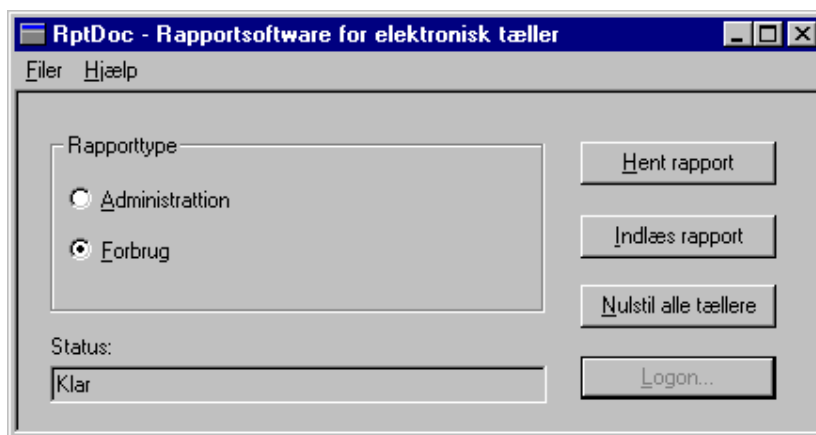 RptDoc - Rapportsoftware for elektronisk tæller
Filer Hjælp
Rapporttype
Administrattion
Forbrug
Hent rapport
Indlæs rapport
Nulstil alle tællere
Status:
Klar
Logon...